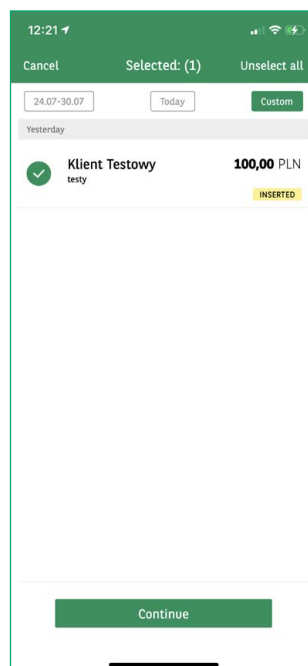 12:21
Cancel Selected: (1) Unselect all
24.07-30.07 Today Custom
Yesterday
Klient Testowy 100,00 PLN
testy
INSERTED
Continue